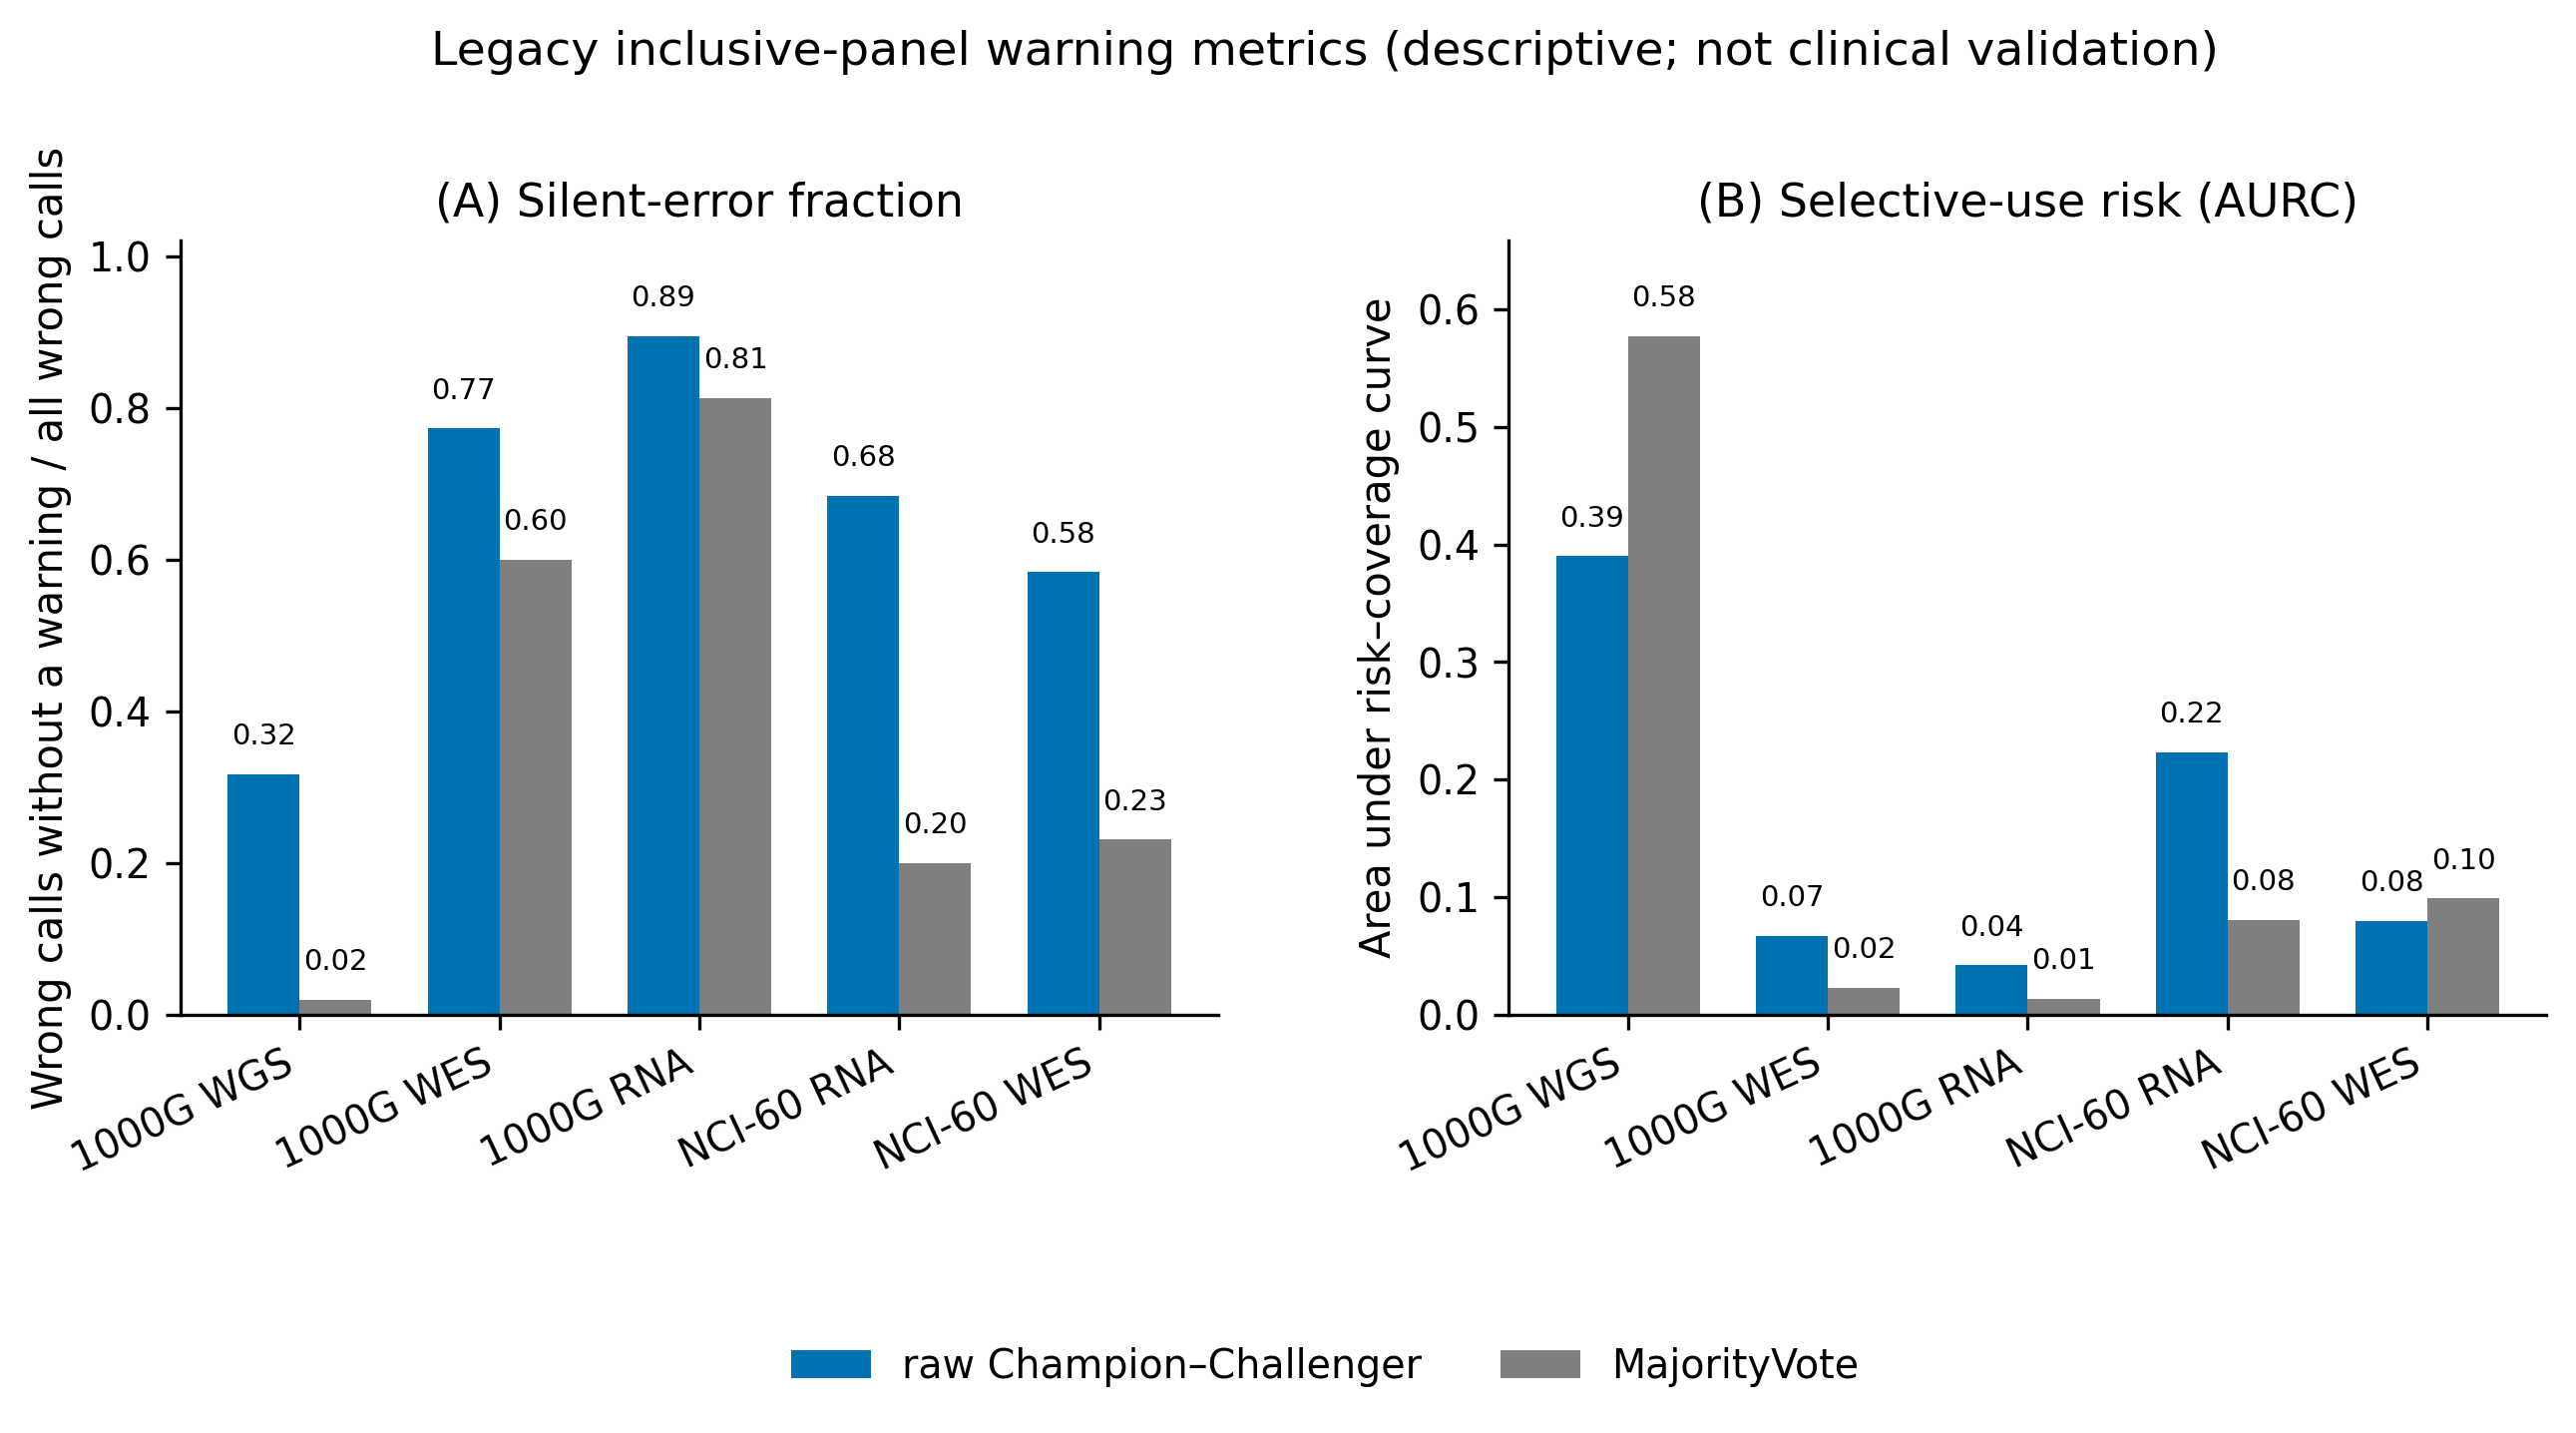 Legacy inclusive-panel warning metrics (descriptive; not clinical validation)
(A) Silent-error fraction
Wrong calls without a warning / all wrong calls
1.0
0.8
0.6
0.4
0.2
0.0
0.32
0.02
0.77
0.60
0.89
0.81
0.68
0.20
0.58
0.23
1000G WGS
1000G WES
1000G RNA
NCI-60 RNA
NCI-60 WES
(B) Selective-use risk (AURC)
Area under risk–coverage curve
0.6
0.5
0.4
0.3
0.2
0.1
0.0
0.39
0.58
0.07
0.02
0.04
0.01
0.22
0.08
0.08
0.10
1000G WGS
1000G WES
1000G RNA
NCI-60 RNA
NCI-60 WES
raw Champion–Challenger
MajorityVote